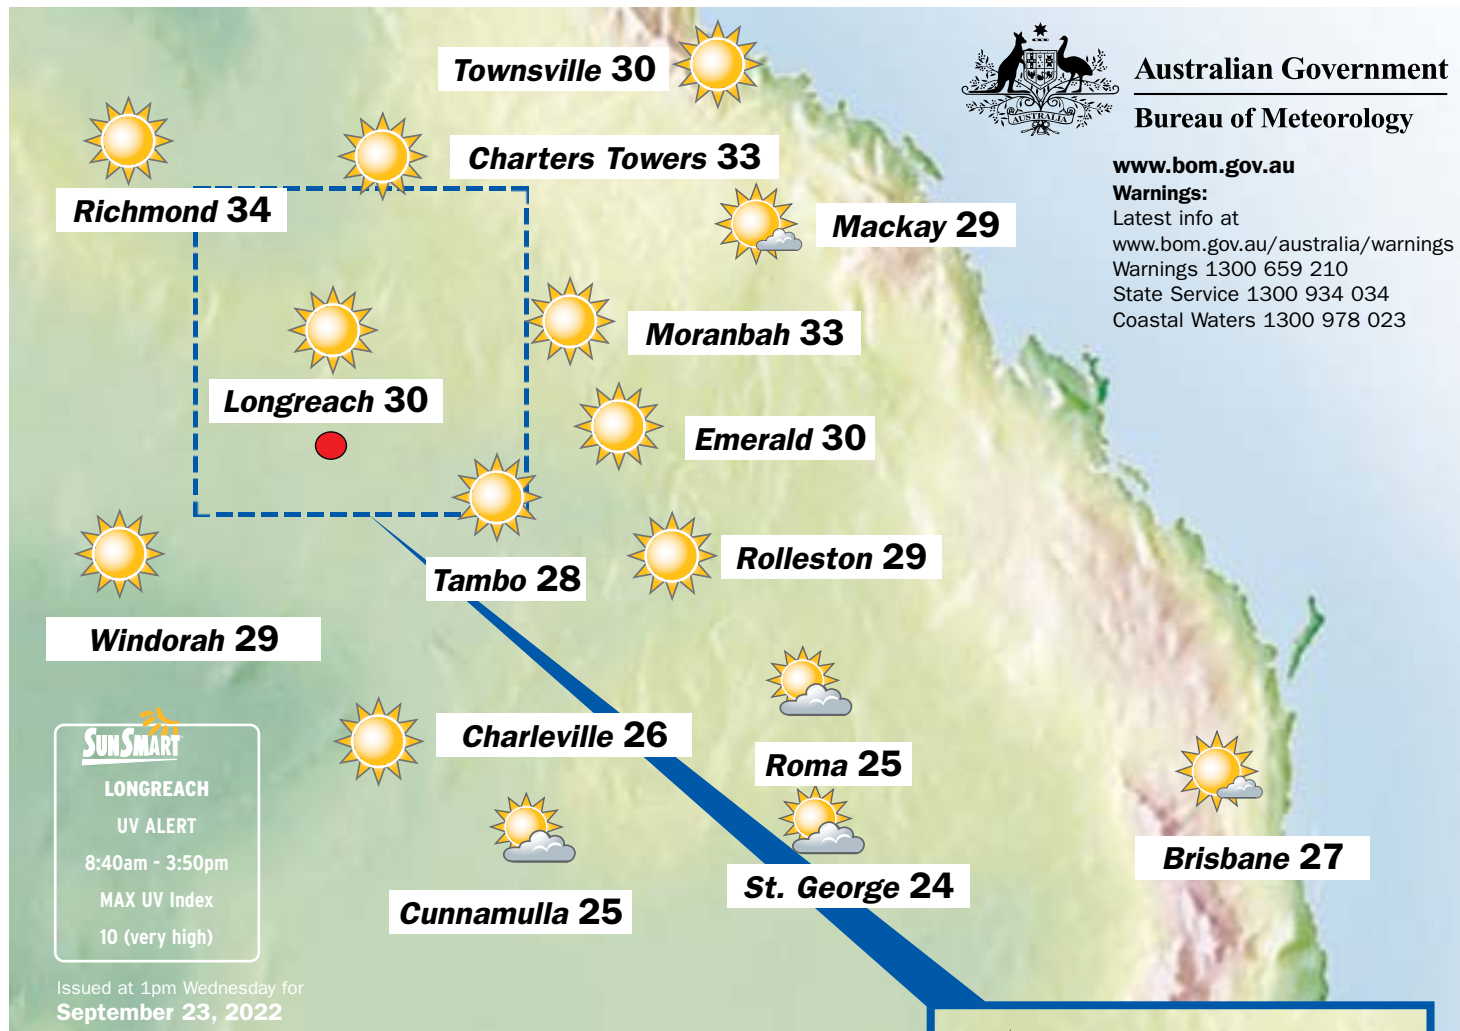 Townsville 30
Australian Government
Bureau of Meteorology
AUSTRALIA
Charters Towers 33
www.bom.gov.au
Warnings:
Latest info at
www.bom.gov.au/australia/warnings
Warnings 1300 659 210
State Service 1300 934 034
Coastal Waters 1300 978 023
Richmond 34
Mackay 29
Moranbah 33
Longreach 30
Emerald 30
Rolleston 29
Tambo 28
Windorah 29
Charleville 26
Roma 25
Brisbane 27
St. George 24
Cunnamulla 25
SUNSMART
LONGREACH
UV ALERT
8:40am - 3:50pm
MAX UV Index
10 (very high)
Issued at 1pm Wednesday for
September 23, 2022